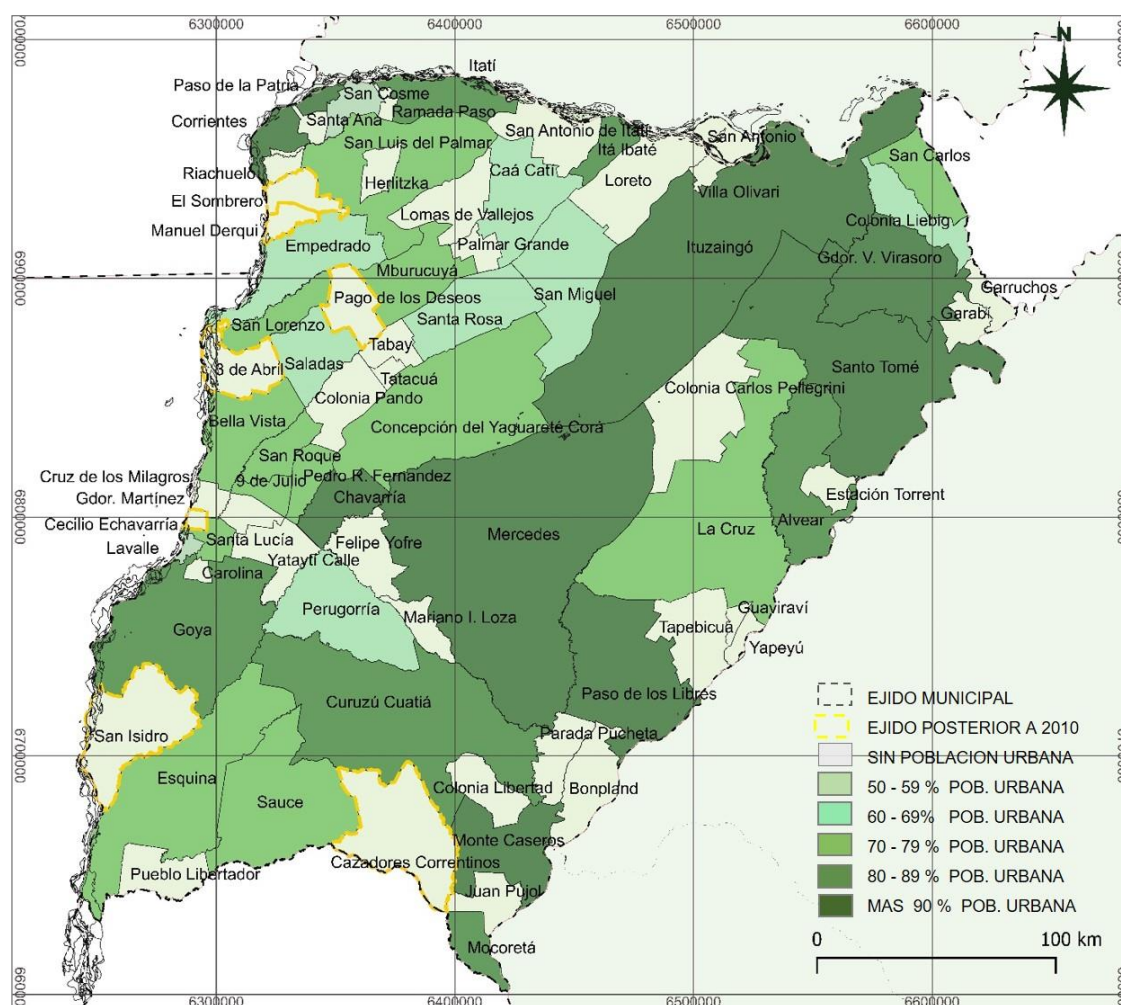 6300000
6400000
6500000
6600000
N
Itatí
Paso de la Patria
San Cosme
Ramada Paso
Corrientes
Santa Ana
San Antonio de Itatí
San Antonio
San Luis del Palmar
Itá Ibaté
San Carlos
Riachuelo
Herlitzka
Caá Catí
Loreto
Villa Olivari
El Sombrero
Lomas de Vallejos
Colonia Liebig
Manuel Derqui
Empedrado
Palmar Grande
Ituzaingó
Gdor. V. Virasoro
Mburucuyá
Garruchos
Pago de los Deseos
San Miguel
Garabí
San Lorenzo
Santa Rosa
Tabay
3 de Abril
Saladas
Santo Tomé
Tatacuá
Colonia Carlos Pellegrini
Colonia Pando
Bella Vista
Concepción del Yaguareté Corá
San Roque
Cruz de los Milagros
9 de Julio
Pedro R. Fernandez
Gdor. Martínez
Chavarría
Estación Torrent
Cecilio Echavarría
Mercedes
La Cruz
Alvear
Lavalle
Santa Lucía
Felipe Yofre
Carolina
Yataytí Calle
Perugorría
Mariano I. Loza
Guaviraví
Goya
Tapebicuá
Yapeyú
Paso de los Libres
Curuzú Cuatiá
San Isidro
Parada Pucheta
Esquina
Colonia Libertad
Bonpland
Sauce
Monte Caseros
Cazadores Correntinos
Pueblo Libertador
Juan Pujol
Mocoretá
EJIDO MUNICIPAL
EJIDO POSTERIOR A 2010
SIN POBLACION URBANA
50 - 59 % POB. URBANA
60 - 69% POB. URBANA
70 - 79 % POB. URBANA
80 - 89 % POB. URBANA
MAS 90 % POB. URBANA
0
100 km
6300000
6400000
6500000
6600000